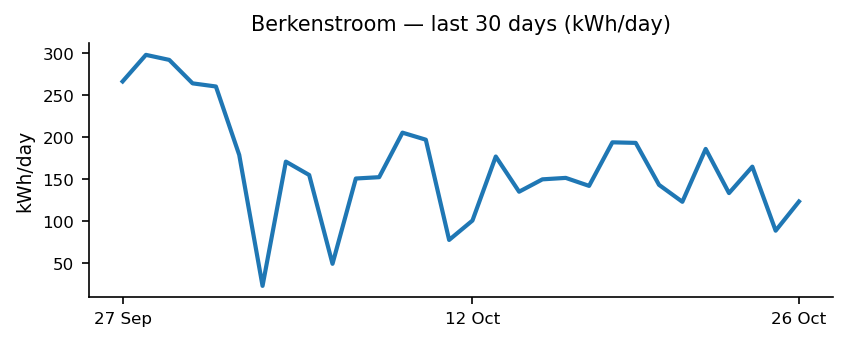 Berkenstroom — last 30 days (kWh/day)
kWh/day
300
250
200
150
100
50
27 Sep
12 Oct
26 Oct